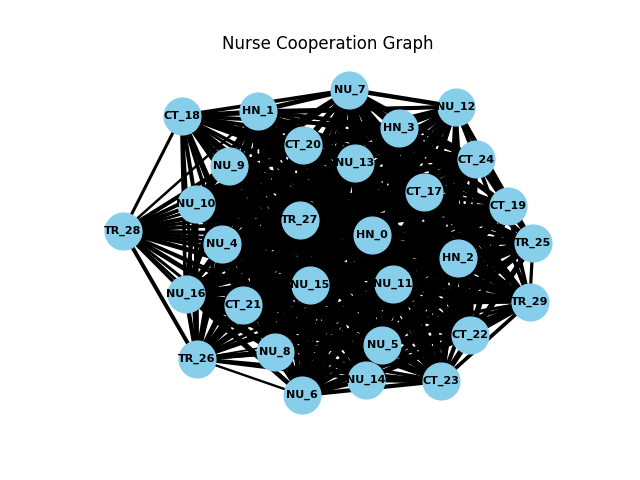 Nurse Cooperation Graph
NU_7
NU_12
HN_1
CT_18
HN_3
CT_20
CT_24
NU_13
NU_9
CT_17
NU_10
CT_19
TR_27
TR_28
HN_0
TR_25
NU_4
HN_2
NU_11
NU_15
NU_16
TR_29
CT_21
CT_22
NU_5
NU_8
TR_26
NU_14
CT_23
NU_6